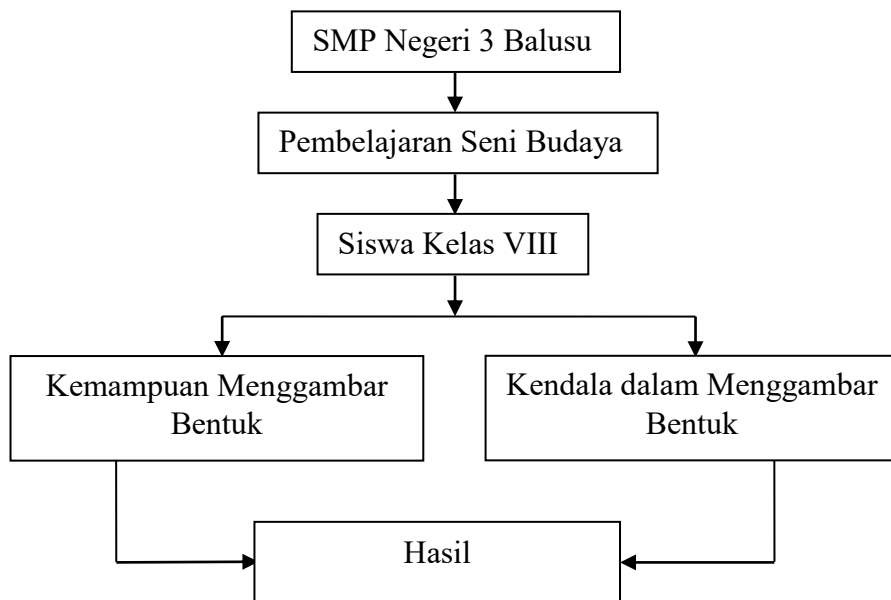 SMP Negeri 3 Balusu
Pembelajaran Seni Budaya
Siswa Kelas VIII
Kemampuan Menggambar
Bentuk
Kendala dalam Menggambar
Bentuk
Hasil